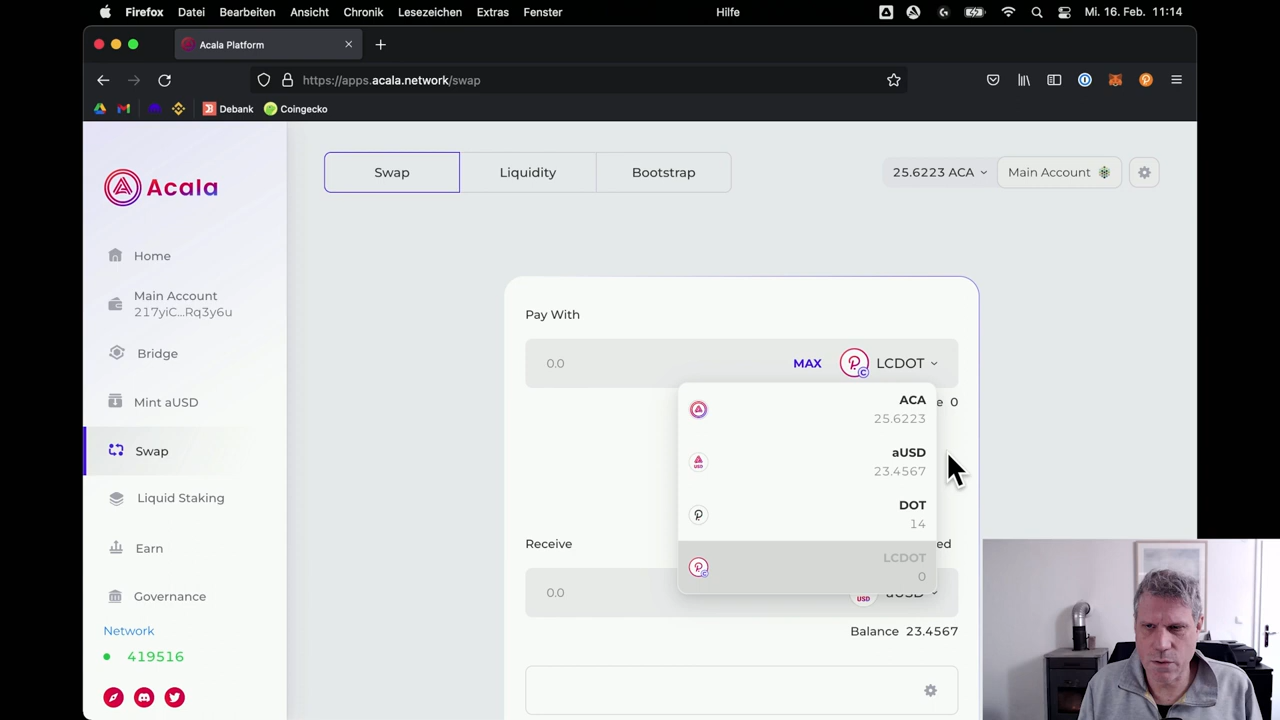 Firefox Datei Bearbeiten Ansicht Chronik Lesezeichen Extras Fenster Hilfe Mi. 16. Feb. 11:14
Acala Platform
https://apps.acala.network/swap
Debank Coingecko
Acala
Swap Liquidity Bootstrap 25.6223 ACA Main Account
Home
Main Account
217yiC...Rq3y6u
Bridge
Mint aUSD
Swap
Liquid Staking
Earn
Governance
Network
419516
Pay With
0.0 MAX LCDOT
e 0
ACA
25.6223
aUSD
23.4567
DOT
14
LCDOT
0
Receive ed
0.0 aUSD
Balance 23.4567